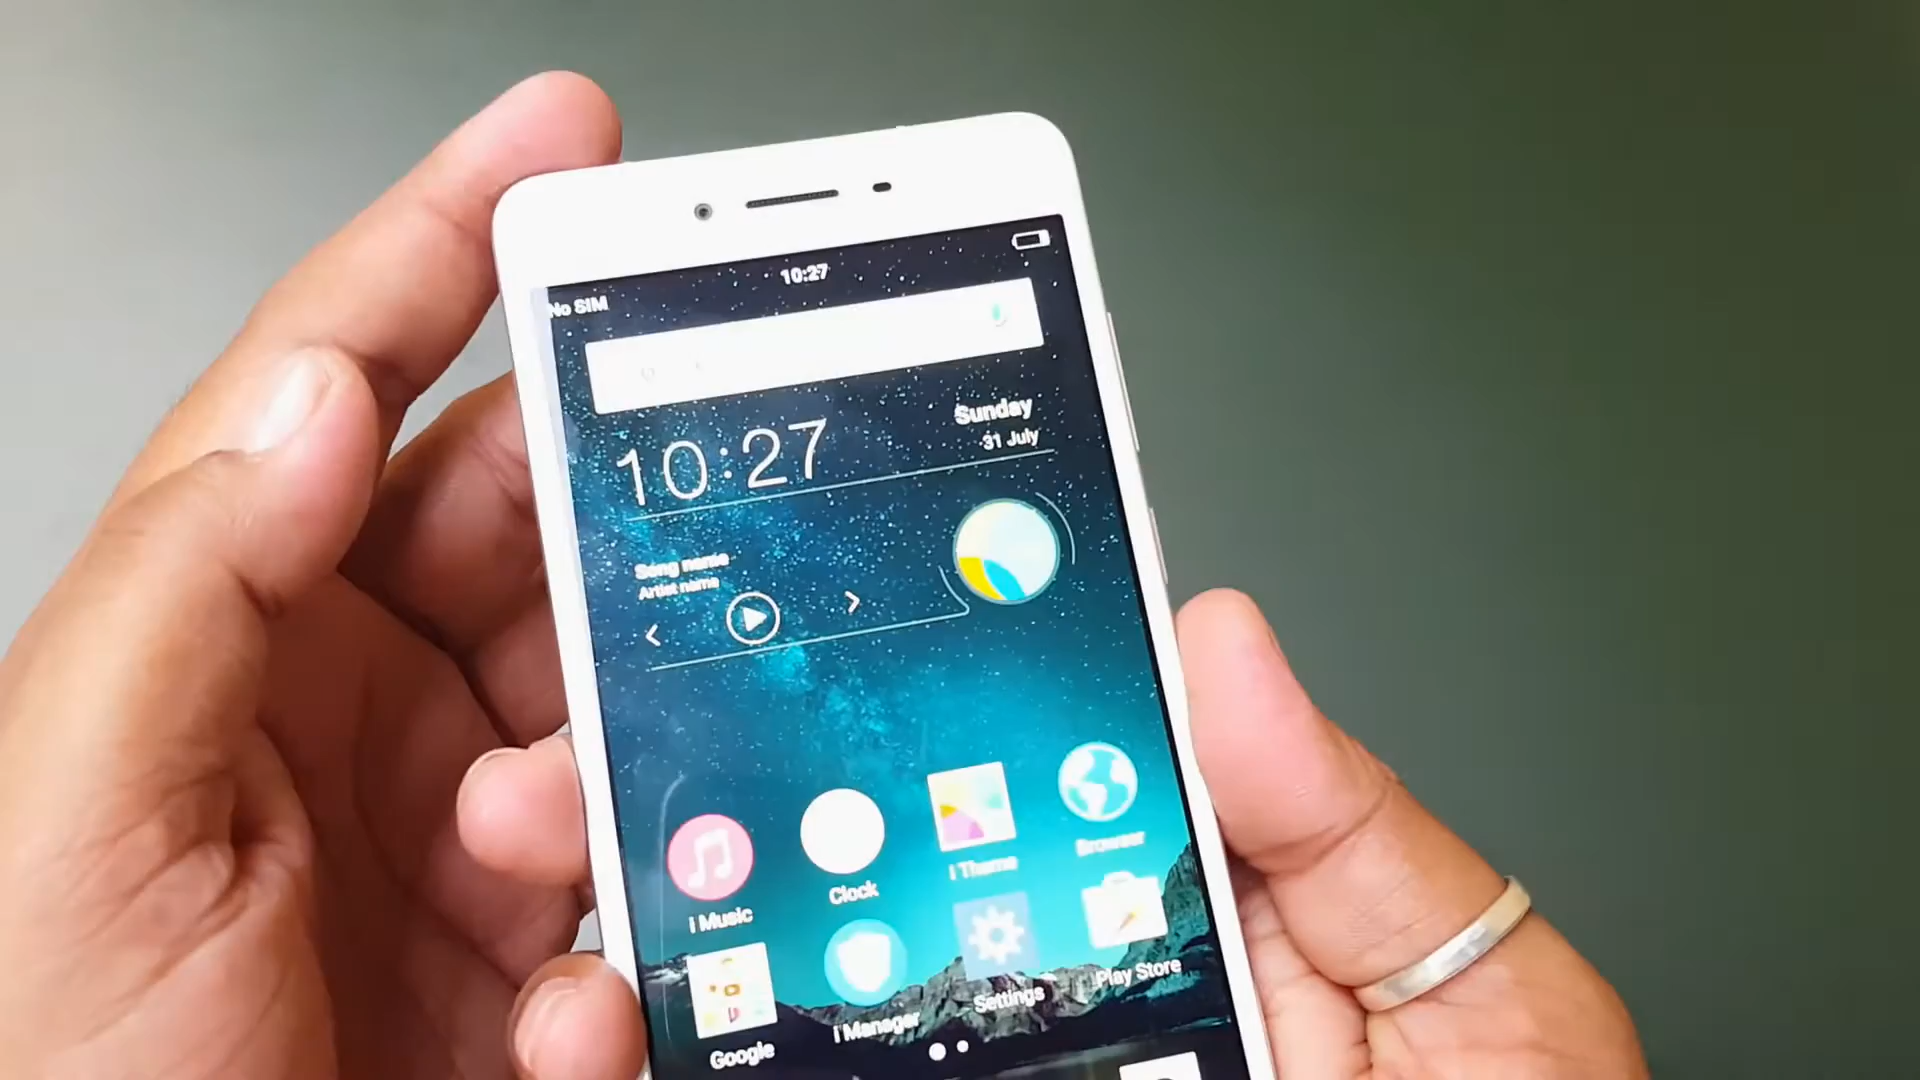 10:27
No SIM
10:27
Sunday
31 July
Song name
Artist name
i Music
Clock
i Theme
Browser
Google
i Manager
Settings
Play Store